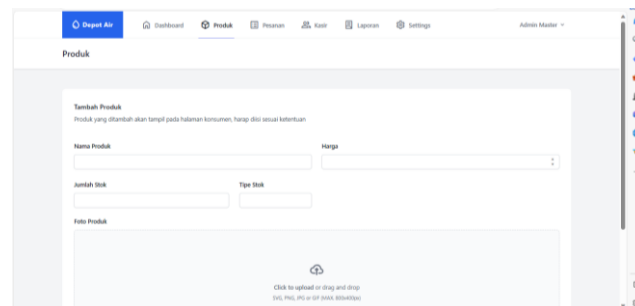 Depot Air Dashboard Produk Pesanan Kasir Laporan Settings Admin Master
Produk
Tambah Produk
Produk yang ditambah akan tampil pada halaman konsumen, harap diisi sesuai ketentuan
Nama Produk Harga
Jumlah Stok Tipe Stok
Foto Produk
Click to upload or drag and drop
SVG, PNG, JPG or GIF (MAX. 800x400px)